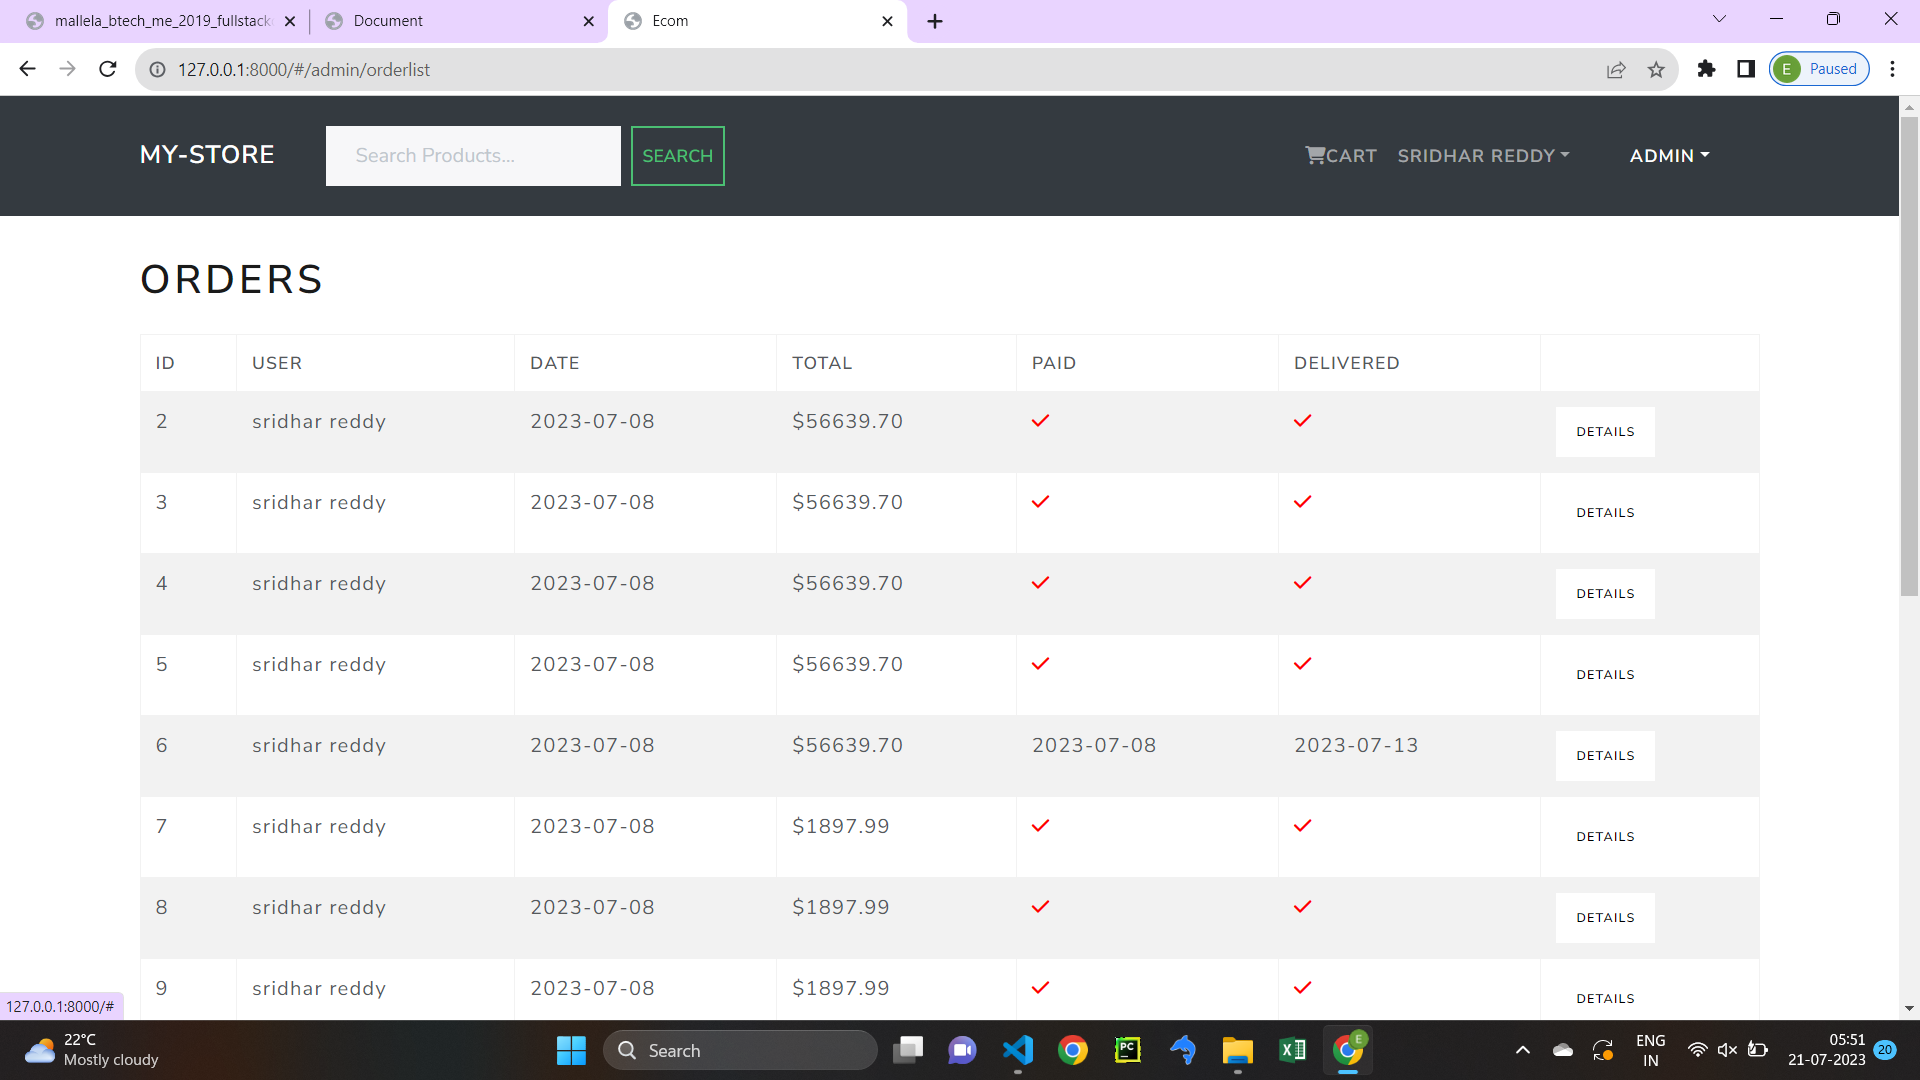 mallela_btech_me_2019_fullstack
Document
Ecom
127.0.0.1:8000/#/admin/orderlist
E Paused
MY-STORE
Search Products...
SEARCH
CART
SRIDHAR REDDY
ADMIN
ORDERS
ID USER DATE TOTAL PAID DELIVERED
2 sridhar reddy 2023-07-08 $56639.70 DETAILS
3 sridhar reddy 2023-07-08 $56639.70 DETAILS
4 sridhar reddy 2023-07-08 $56639.70 DETAILS
5 sridhar reddy 2023-07-08 $56639.70 DETAILS
6 sridhar reddy 2023-07-08 $56639.70 2023-07-08 2023-07-13 DETAILS
7 sridhar reddy 2023-07-08 $1897.99 DETAILS
8 sridhar reddy 2023-07-08 $1897.99 DETAILS
9 sridhar reddy 2023-07-08 $1897.99 DETAILS
127.0.0.1:8000/#
22°C
Mostly cloudy
Search
PC
E
ENG
IN
05:51
21-07-2023
20